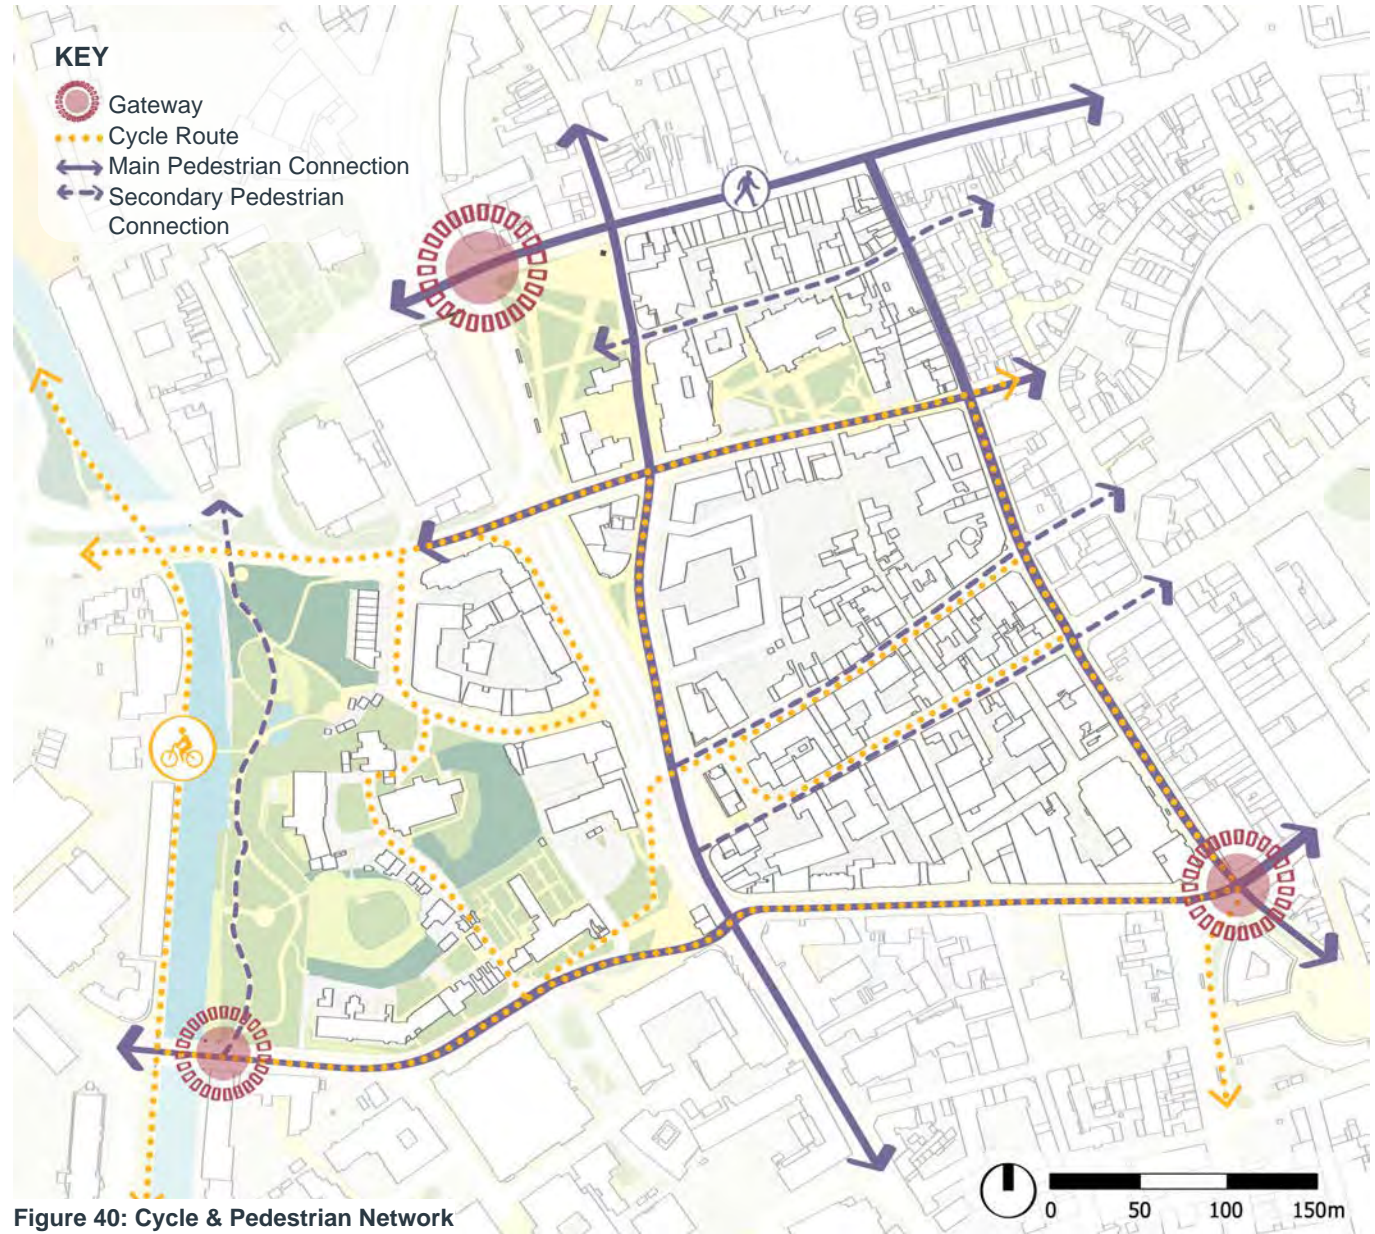 KEY
Gateway
Cycle Route
Main Pedestrian Connection
Secondary Pedestrian
Connection
0 50 100 150m
Figure 40: Cycle & Pedestrian Network